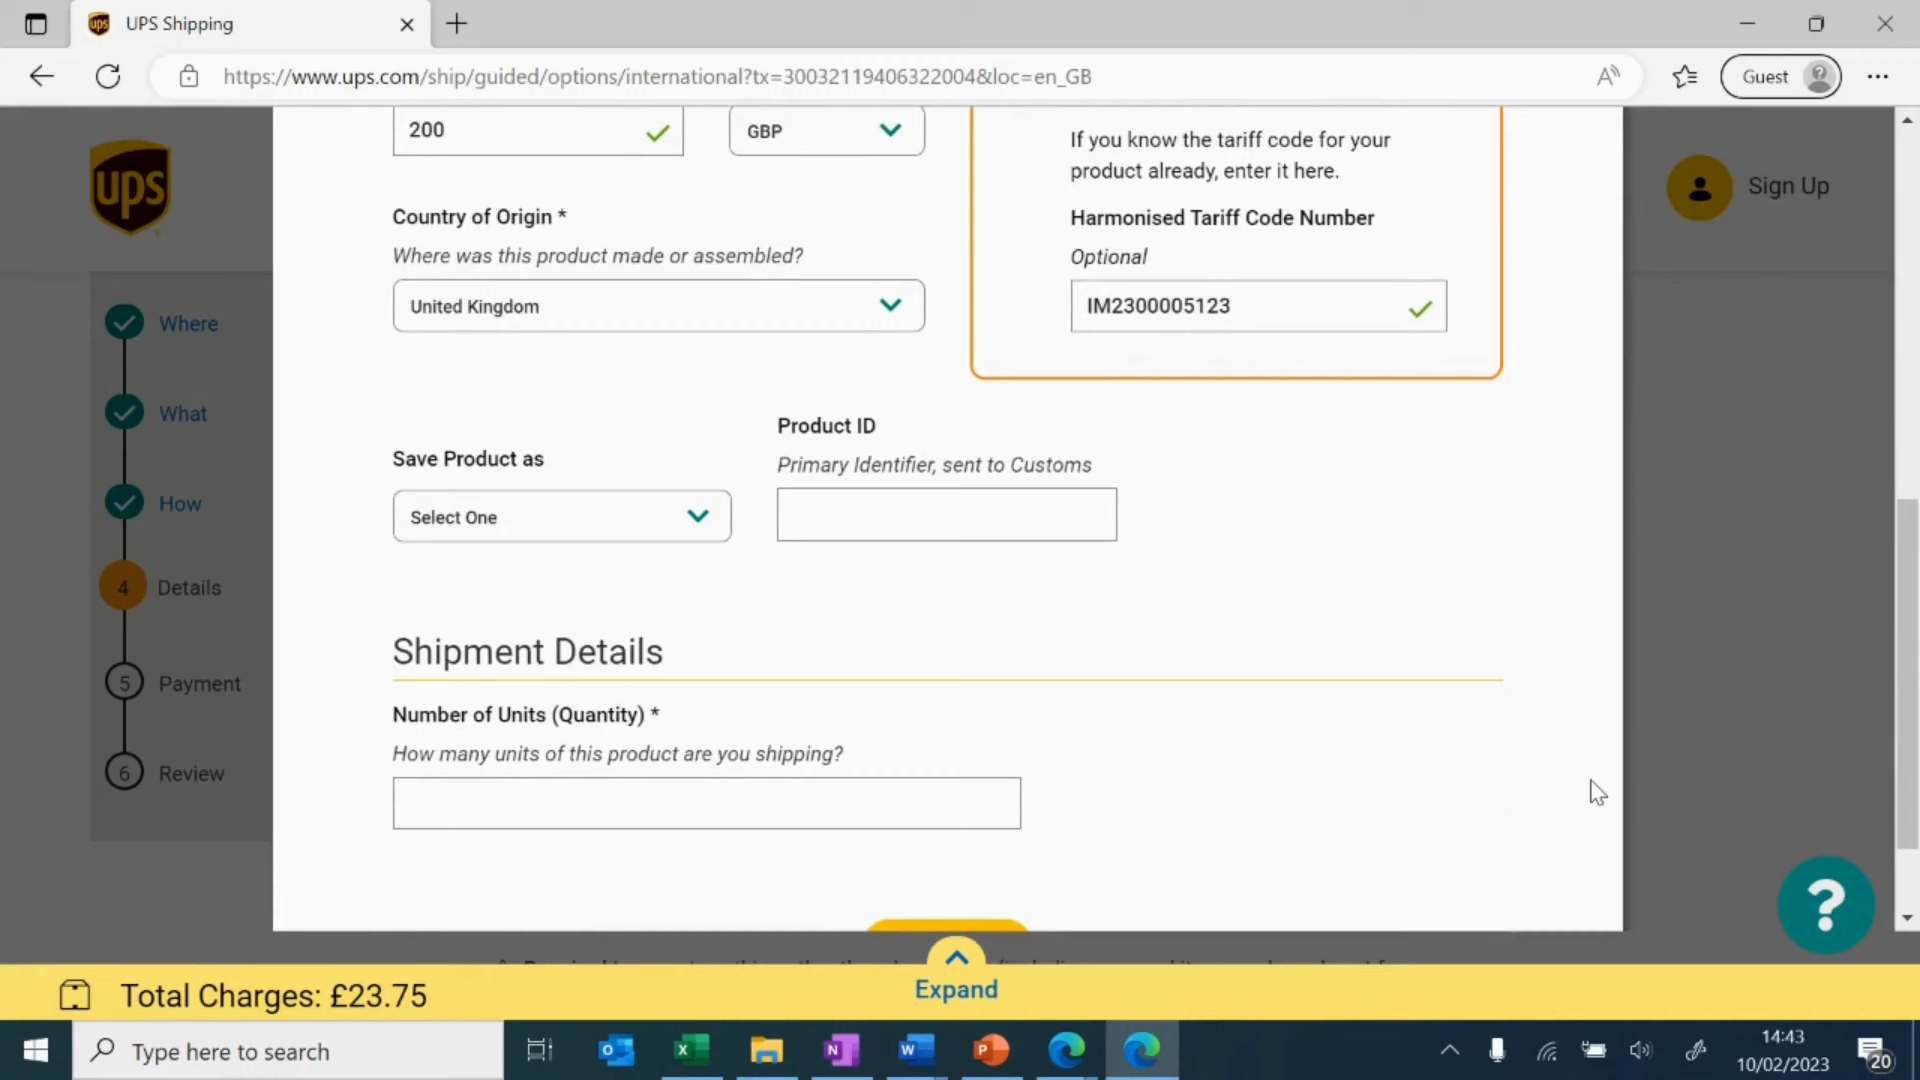 UPS Shipping
https://www.ups.com/ship/guided/options/international?tx=30032119406322004&loc=en_GB
Guest
ups
Sign Up
200
GBP
If you know the tariff code for your
product already, enter it here.
Country of Origin *
Where was this product made or assembled?
United Kingdom
Harmonised Tariff Code Number
Optional
IM2300005123
Where
What
How
4 Details
5 Payment
6 Review
Save Product as
Select One
Product ID
Primary Identifier, sent to Customs
Shipment Details
Number of Units (Quantity) *
How many units of this product are you shipping?
?
Expand
Total Charges: £23.75
Type here to search
14:43
10/02/2023
20